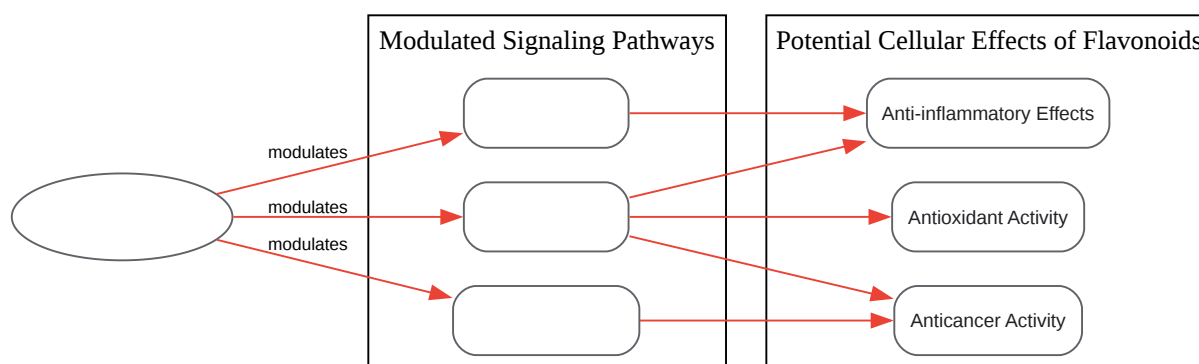 Modulated Signaling Pathways
Potential Cellular Effects of Flavonoids
Anti-inflammatory Effects
modulates
modulates
Antioxidant Activity
modulates
Anticancer Activity